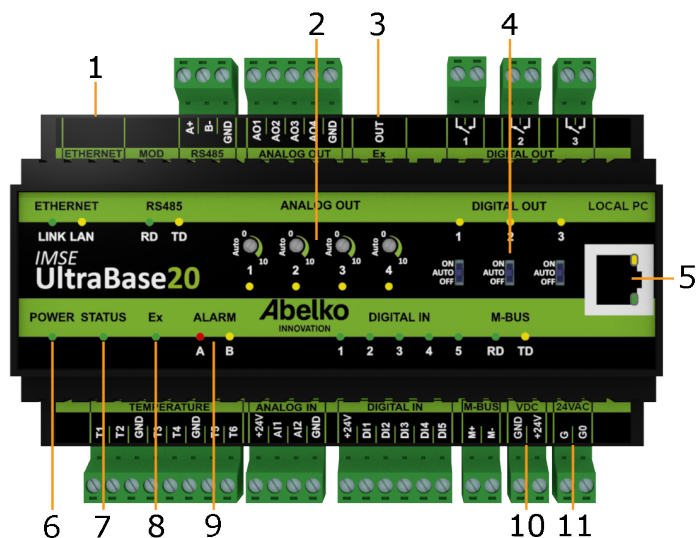 1 2 3 4
A+ B- GND AO1 AO2 AO3 AO4 GND OUT 1 2 3
ETHERNET MOD RS485 ANALOG OUT Ex DIGITAL OUT
ETHERNET RS485 ANALOG OUT DIGITAL OUT LOCAL PC
LINK LAN RD TD 1 2 3
Auto 0 10 Auto 0 10 Auto 0 10 Auto 0 10
ON AUTO OFF ON AUTO OFF ON AUTO OFF
1 2 3 4
5
IMSE
UltraBase20
POWER STATUS Ex ALARM Abelko DIGITAL IN M-BUS
INNOVATION
A B 1 2 3 4 5 RD TD
TEMPERATURE ANALOG IN DIGITAL IN M-BUS VDC 24VAC
T1 T2 GND T3 T4 GND T5 T6 +24V AI1 AI2 GND +24V DI1 DI2 DI3 DI4 DI5 M+ M- GND +24V G G0
6 7 8 9 10 11